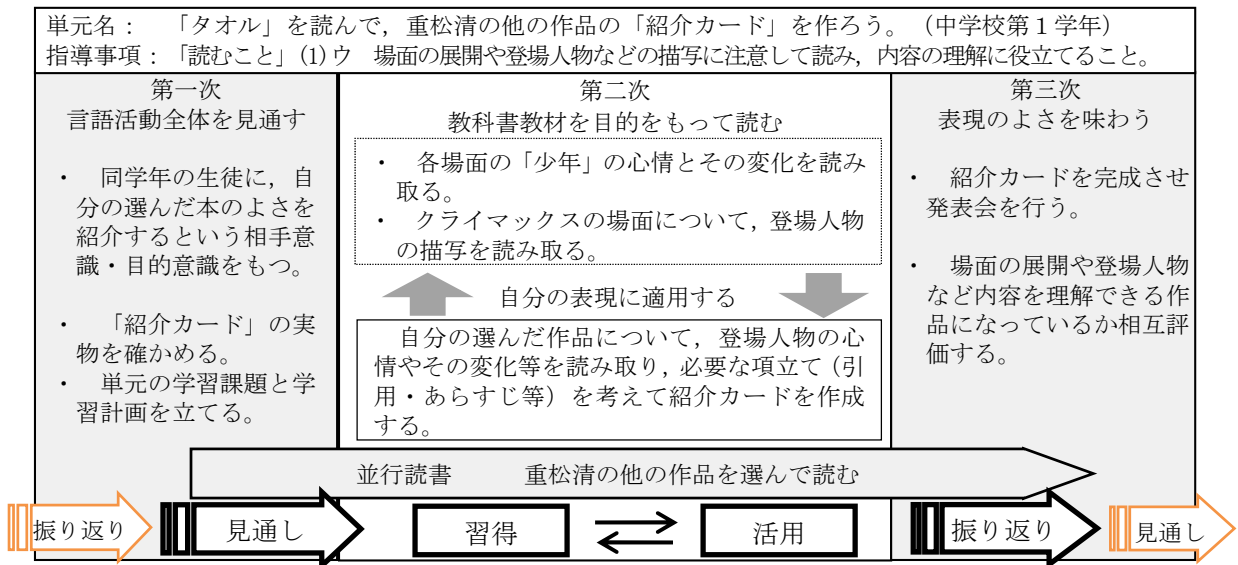 単元名：　「タオル」を読んで，重松清の他の作品の「紹介カード」を作ろう。（中学校第１学年）
指導事項：「読むこと」(1)ウ　場面の展開や登場人物などの描写に注意して読み，内容の理解に役立てること。
第一次
言語活動全体を見通す
・　同学年の生徒に，自
分の選んだ本のよさを
紹介するという相手意
識・目的意識をもつ。
・　「紹介カード」の実
物を確かめる。
・　単元の学習課題と学
習計画を立てる。
第二次
教科書教材を目的をもって読む
・　各場面の「少年」の心情とその変化を読み
取る。
・　クライマックスの場面について，登場人物
の描写を読み取る。
自分の表現に適用する
自分の選んだ作品について，登場人物の心
情やその変化等を読み取り，必要な項立て（引
用・あらすじ等）を考えて紹介カードを作成
する。
第三次
表現のよさを味わう
・　紹介カードを完成させ
発表会を行う。
・　場面の展開や登場人物
など内容を理解できる作
品になっているか相互評
価する。
並行読書　　重松清の他の作品を選んで読む
振り返り
見通し
習得
活用
振り返り
見通し